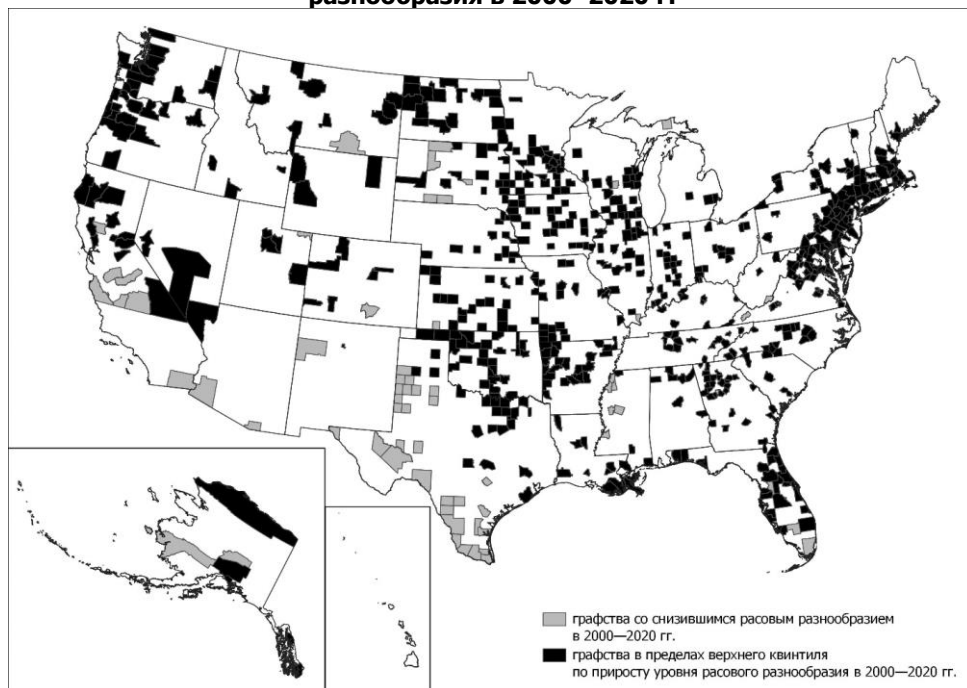 разнообразия в 2000–2020 гг
графства со снизившимся расовым разнообразием
в 2000—2020 гг.
графства в пределах верхнего квинтиля
по приросту уровня расового разнообразия в 2000—2020 гг.